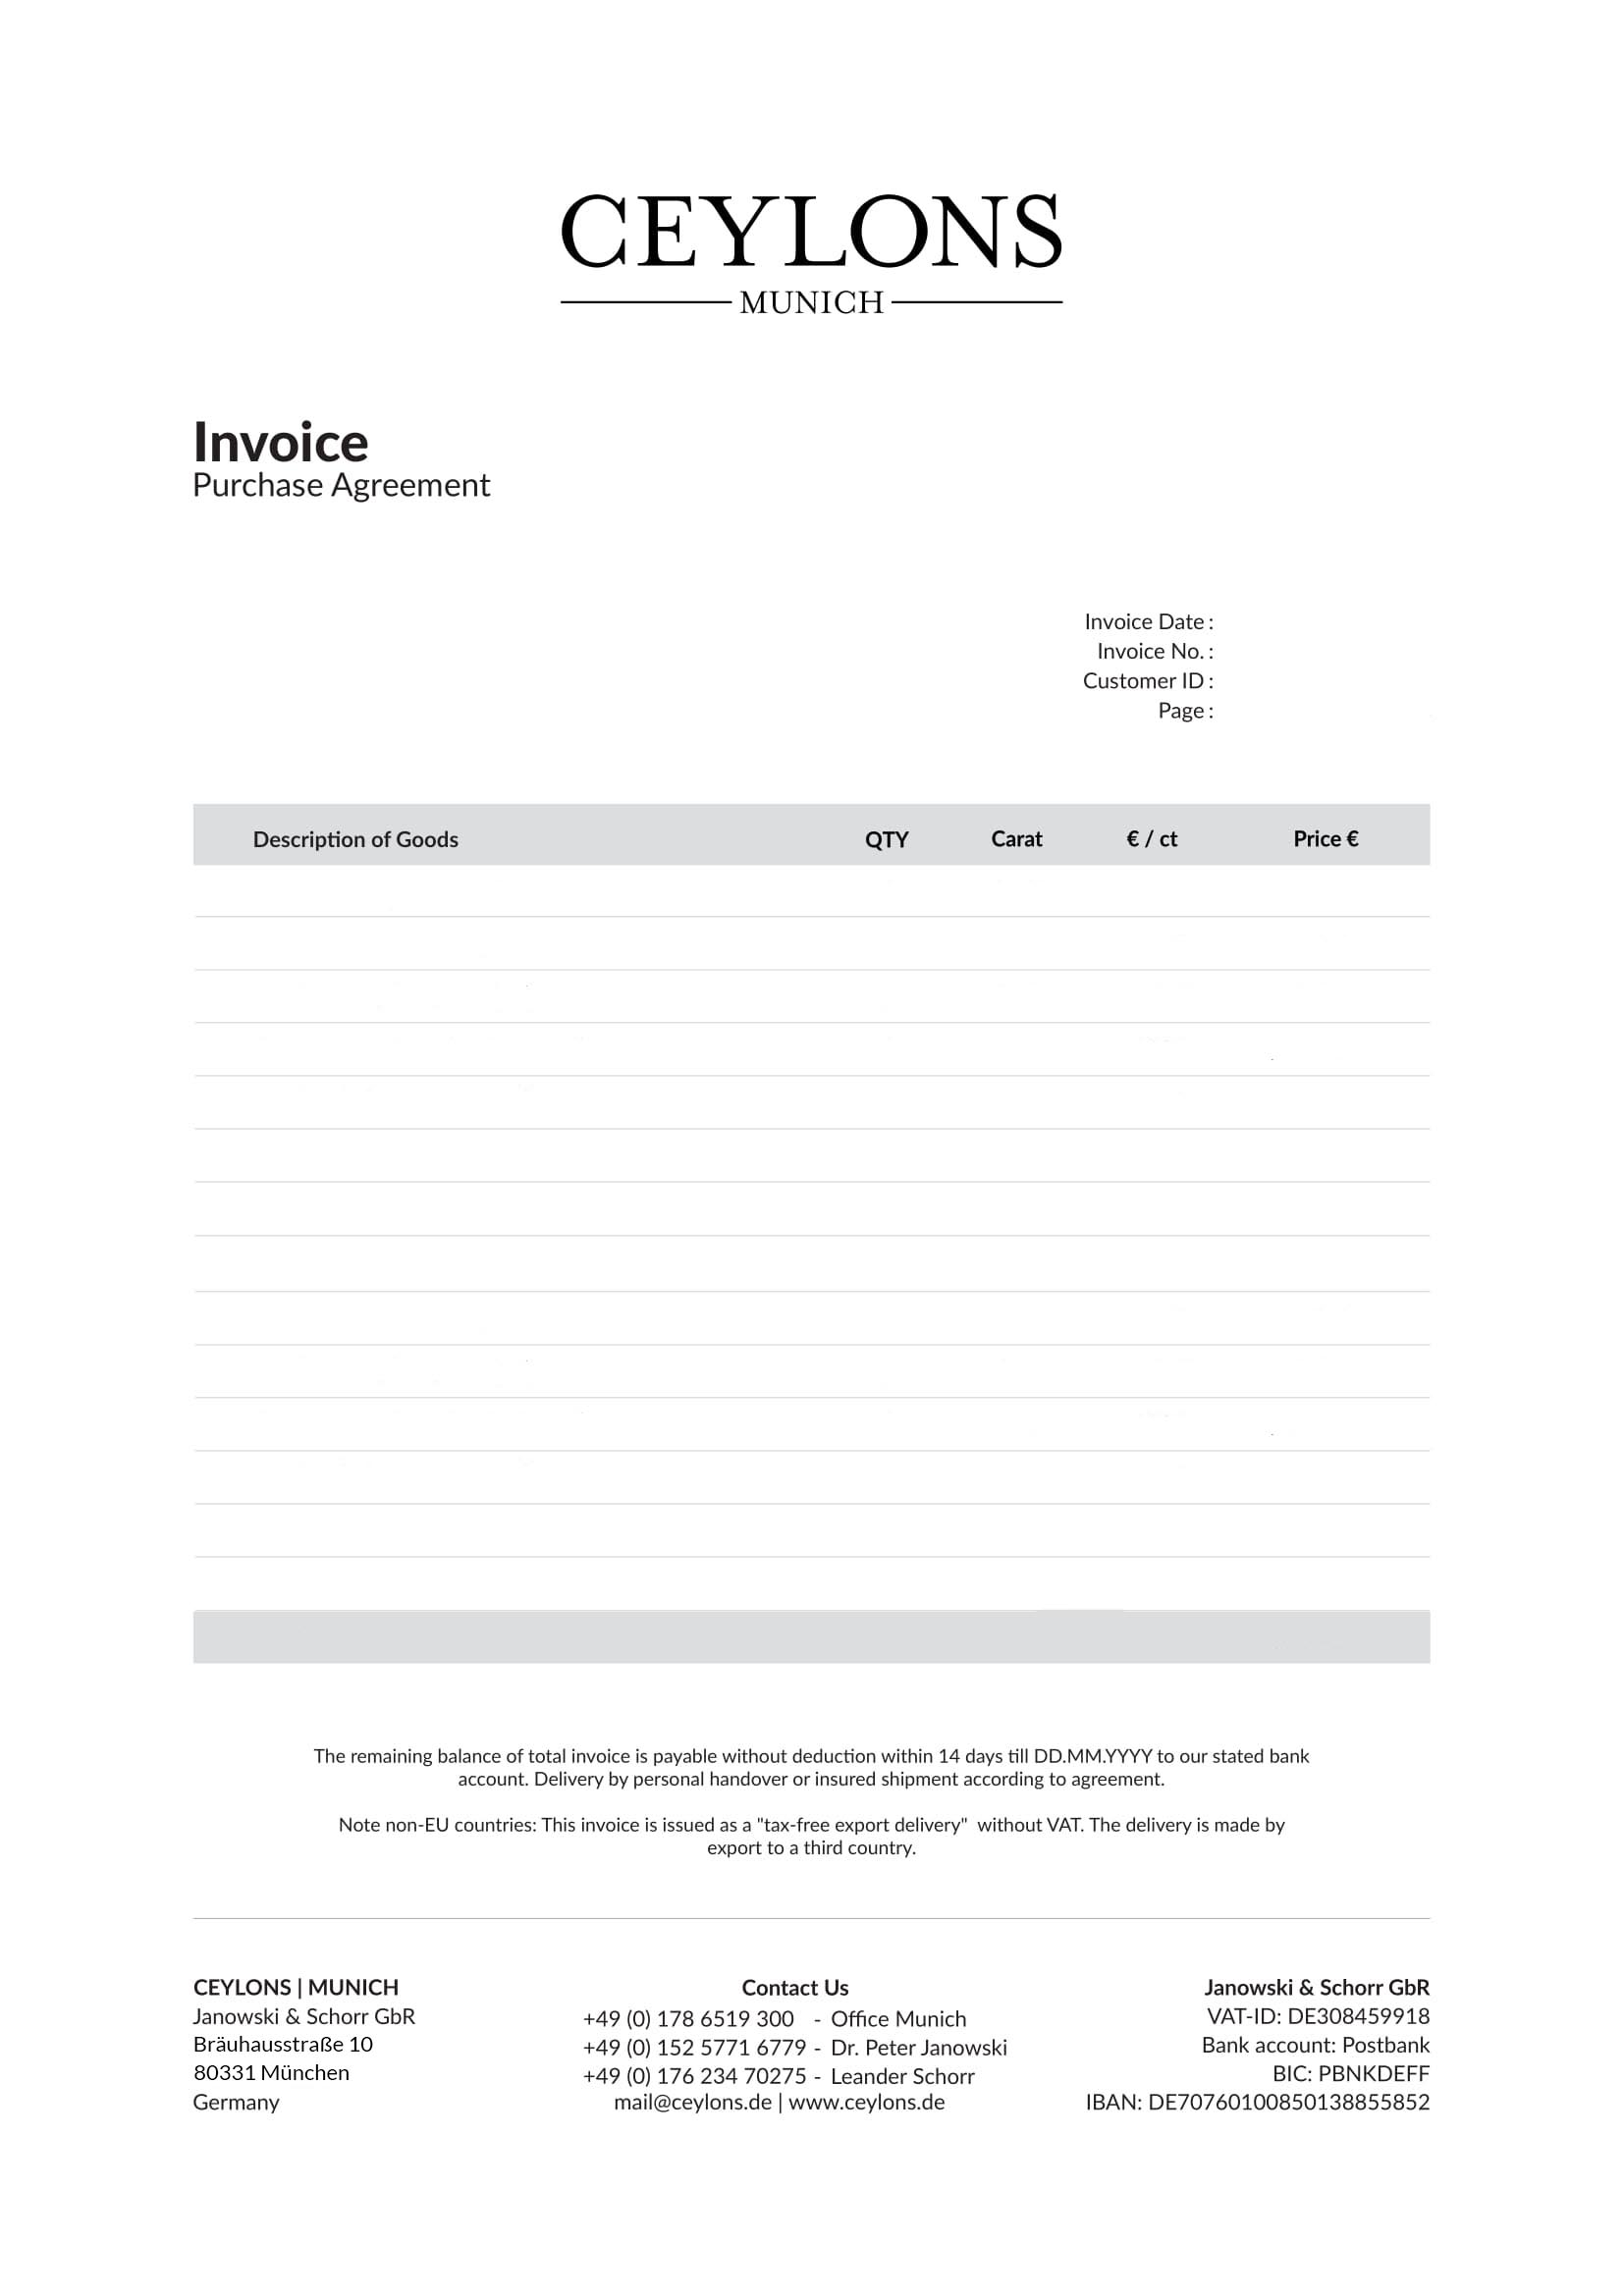 CEYLONS
MUNICH
Invoice
Purchase Agreement
Invoice Date :
Invoice No. :
Customer ID :
Page :
Description of Goods QTY Carat € / ct Price €
The remaining balance of total invoice is payable without deduction within 14 days till DD.MM.YYYY to our stated bank
account. Delivery by personal handover or insured shipment according to agreement.
Note non-EU countries: This invoice is issued as a "tax-free export delivery" without VAT. The delivery is made by
export to a third country.
CEYLONS | MUNICH
Janowski & Schorr GbR
Bräuhausstraße 10
80331 München
Germany
Contact Us
+49 (0) 178 6519 300 - Office Munich
+49 (0) 152 5771 6779 - Dr. Peter Janowski
+49 (0) 176 234 70275 - Leander Schorr
mail@ceylons.de | www.ceylons.de
Janowski & Schorr GbR
VAT-ID: DE308459918
Bank account: Postbank
BIC: PBNKDEFF
IBAN: DE70760100850138855852